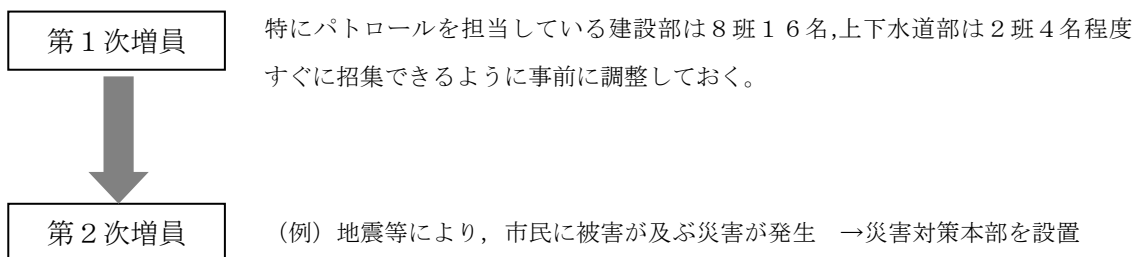 第１次増員
特にパトロールを担当している建設部は８班１６名,上下水道部は２班４名程度
すぐに招集できるように事前に調整しておく。
第２次増員
（例）地震等により，市民に被害が及ぶ災害が発生　→災害対策本部を設置